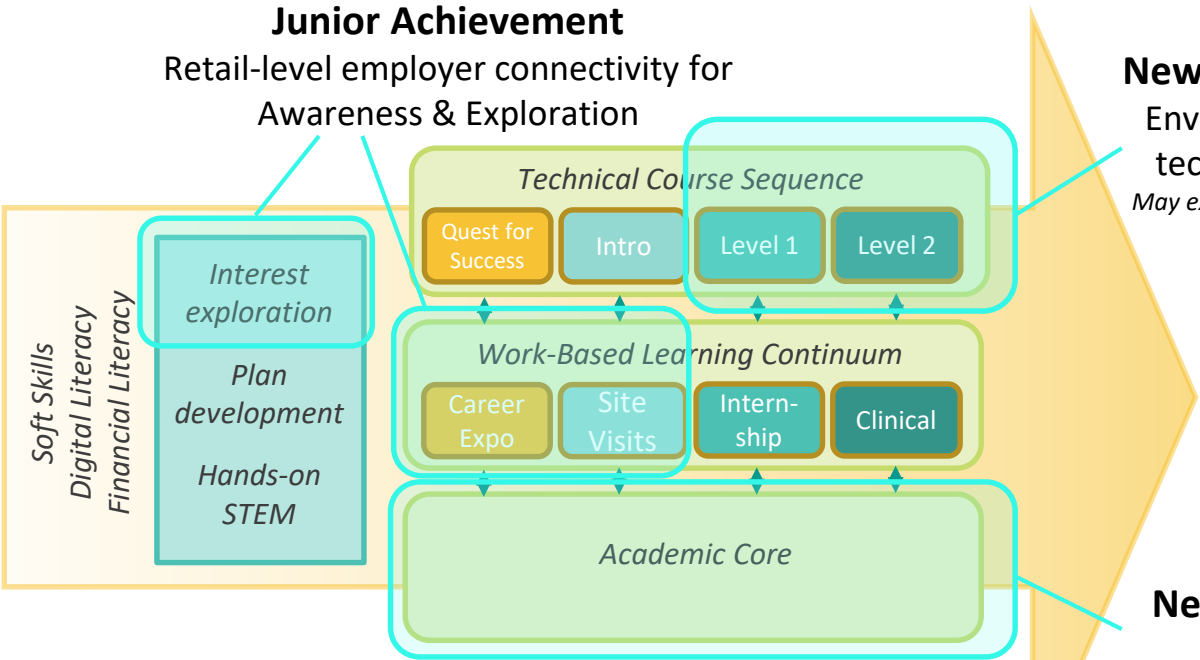 Junior Achievement
Retail-level employer connectivity for
Awareness & Exploration
New
Env
tec
May e
Technical Course Sequence
Quest for
Success
Intro
Level 1
Level 2
Interest
exploration
Plan
development
Hands-on
STEM
Soft Skills
Digital Literacy
Financial Literacy
Work-Based Learning Continuum
Career
Expo
Site
Visits
Intern-
ship
Clinical
Academic Core
Ne